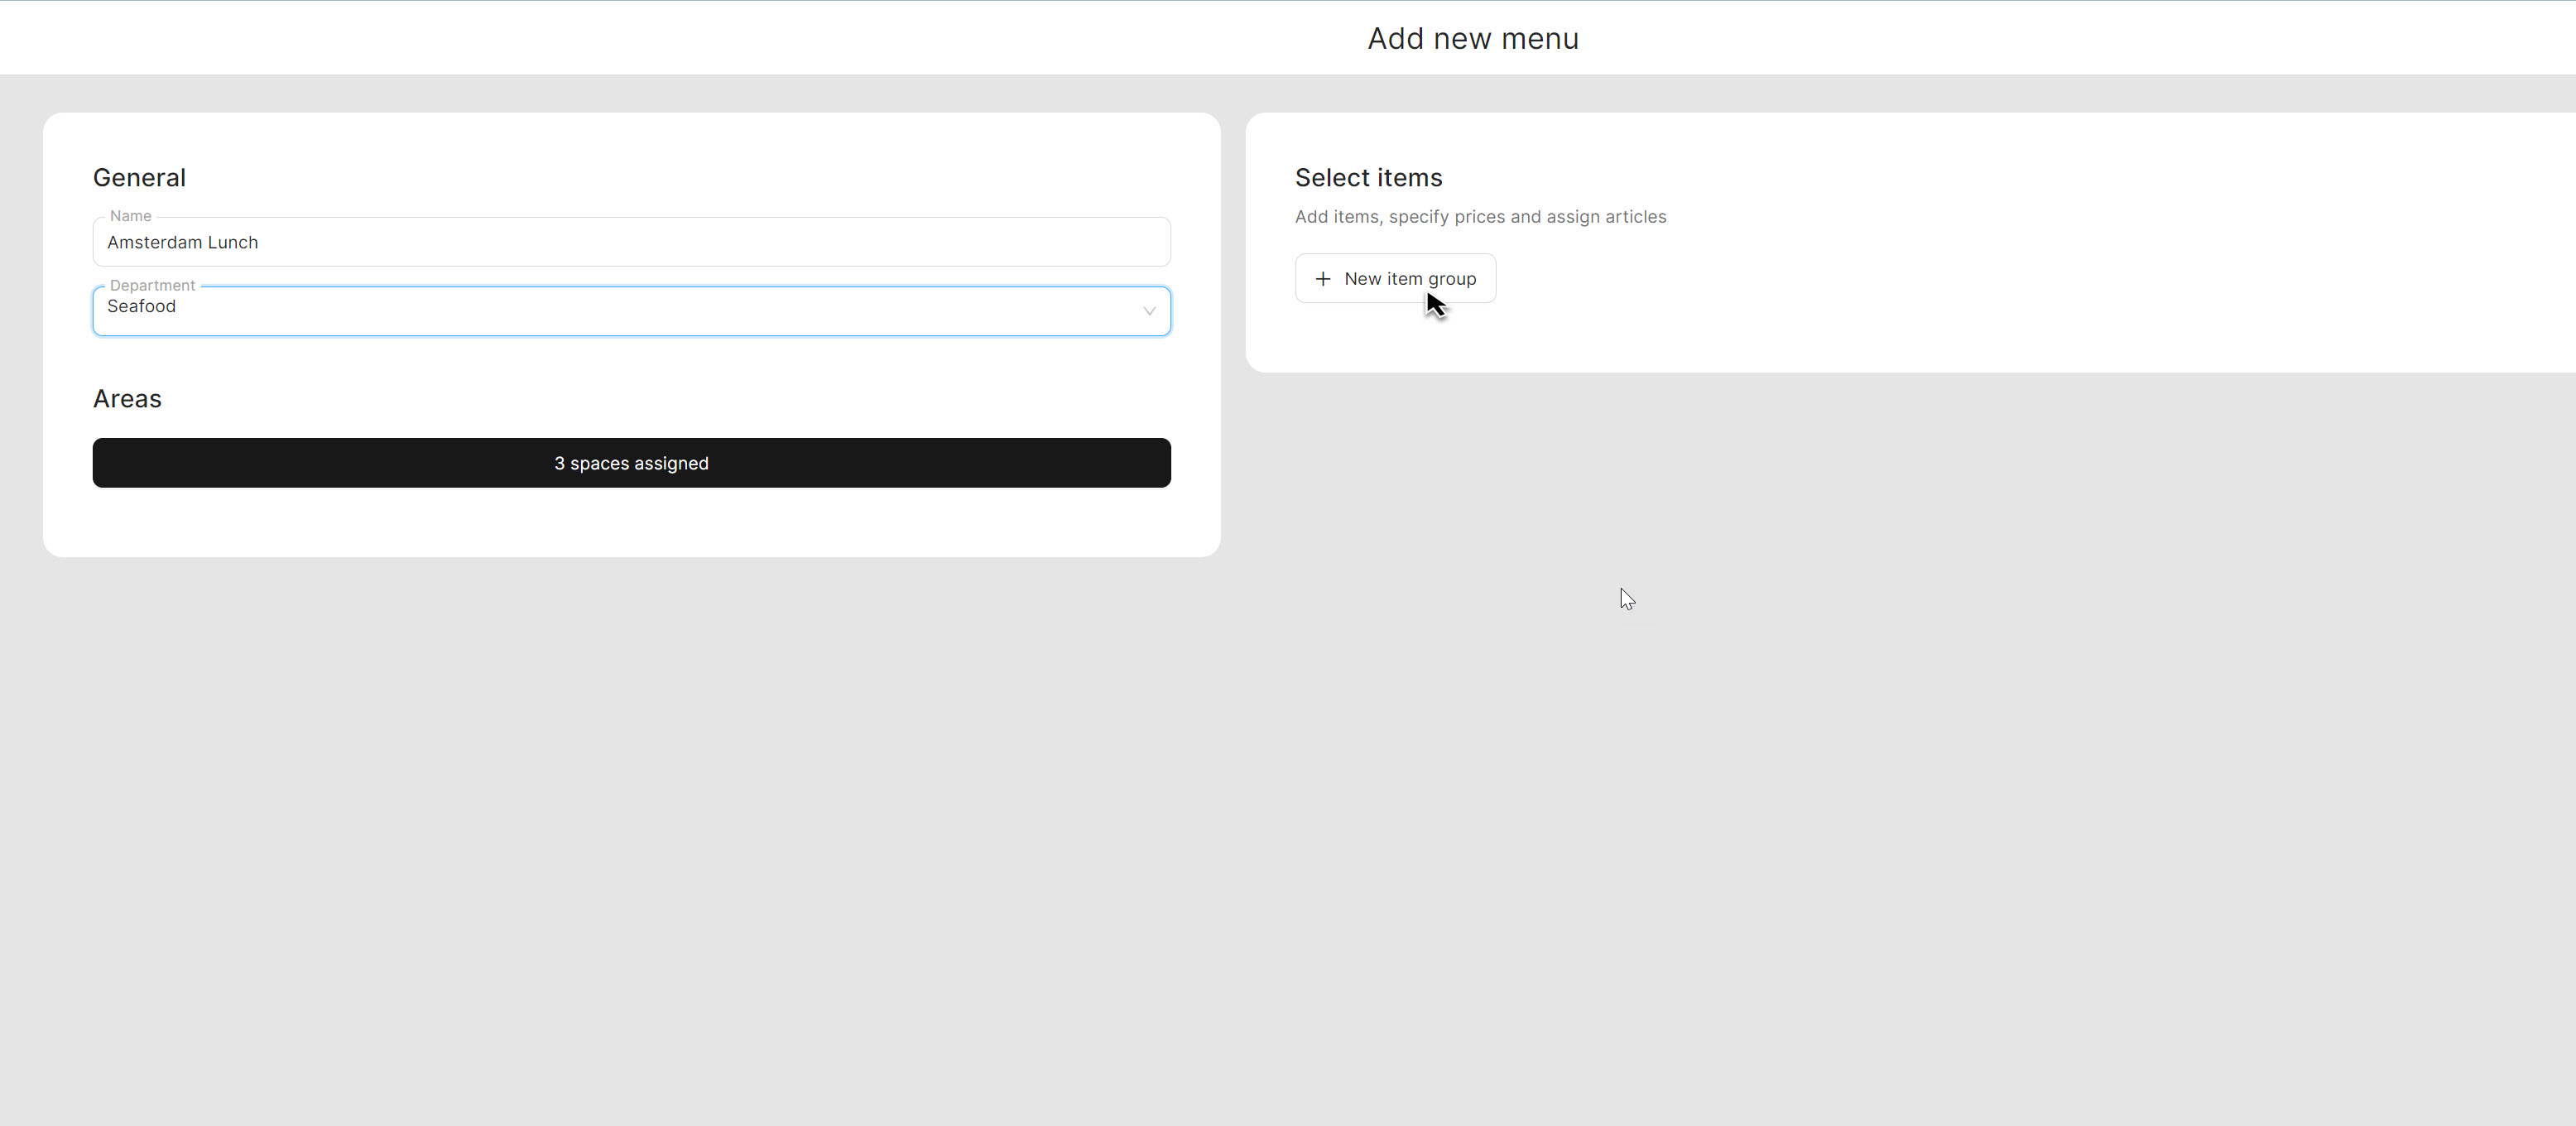 Add new menu
General
Name
Amsterdam Lunch
Department
Seafood
Areas
3 spaces assigned
Select items
Add items, specify prices and assign articles
New item group